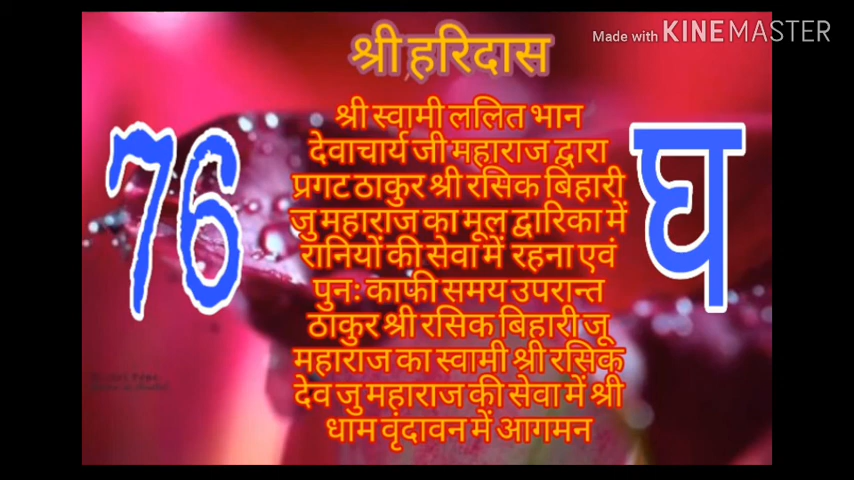 Made with KINEMASTER
श्री हरिदास
76
घ
श्री स्वामी ललित भान
देवाचार्य जी महाराज द्वारा
प्रगट ठाकुर श्री रसिक बिहारी
जु महाराज का मूल द्वारिका में
रानियों की सेवा में रहना एवं
पुनः काफी समय उपरान्त
ठाकुर श्री रसिक बिहारी जू
महाराज का स्वामी श्री रसिक
देव जु महाराज की सेवा में श्री
धाम वृंदावन में आगमन